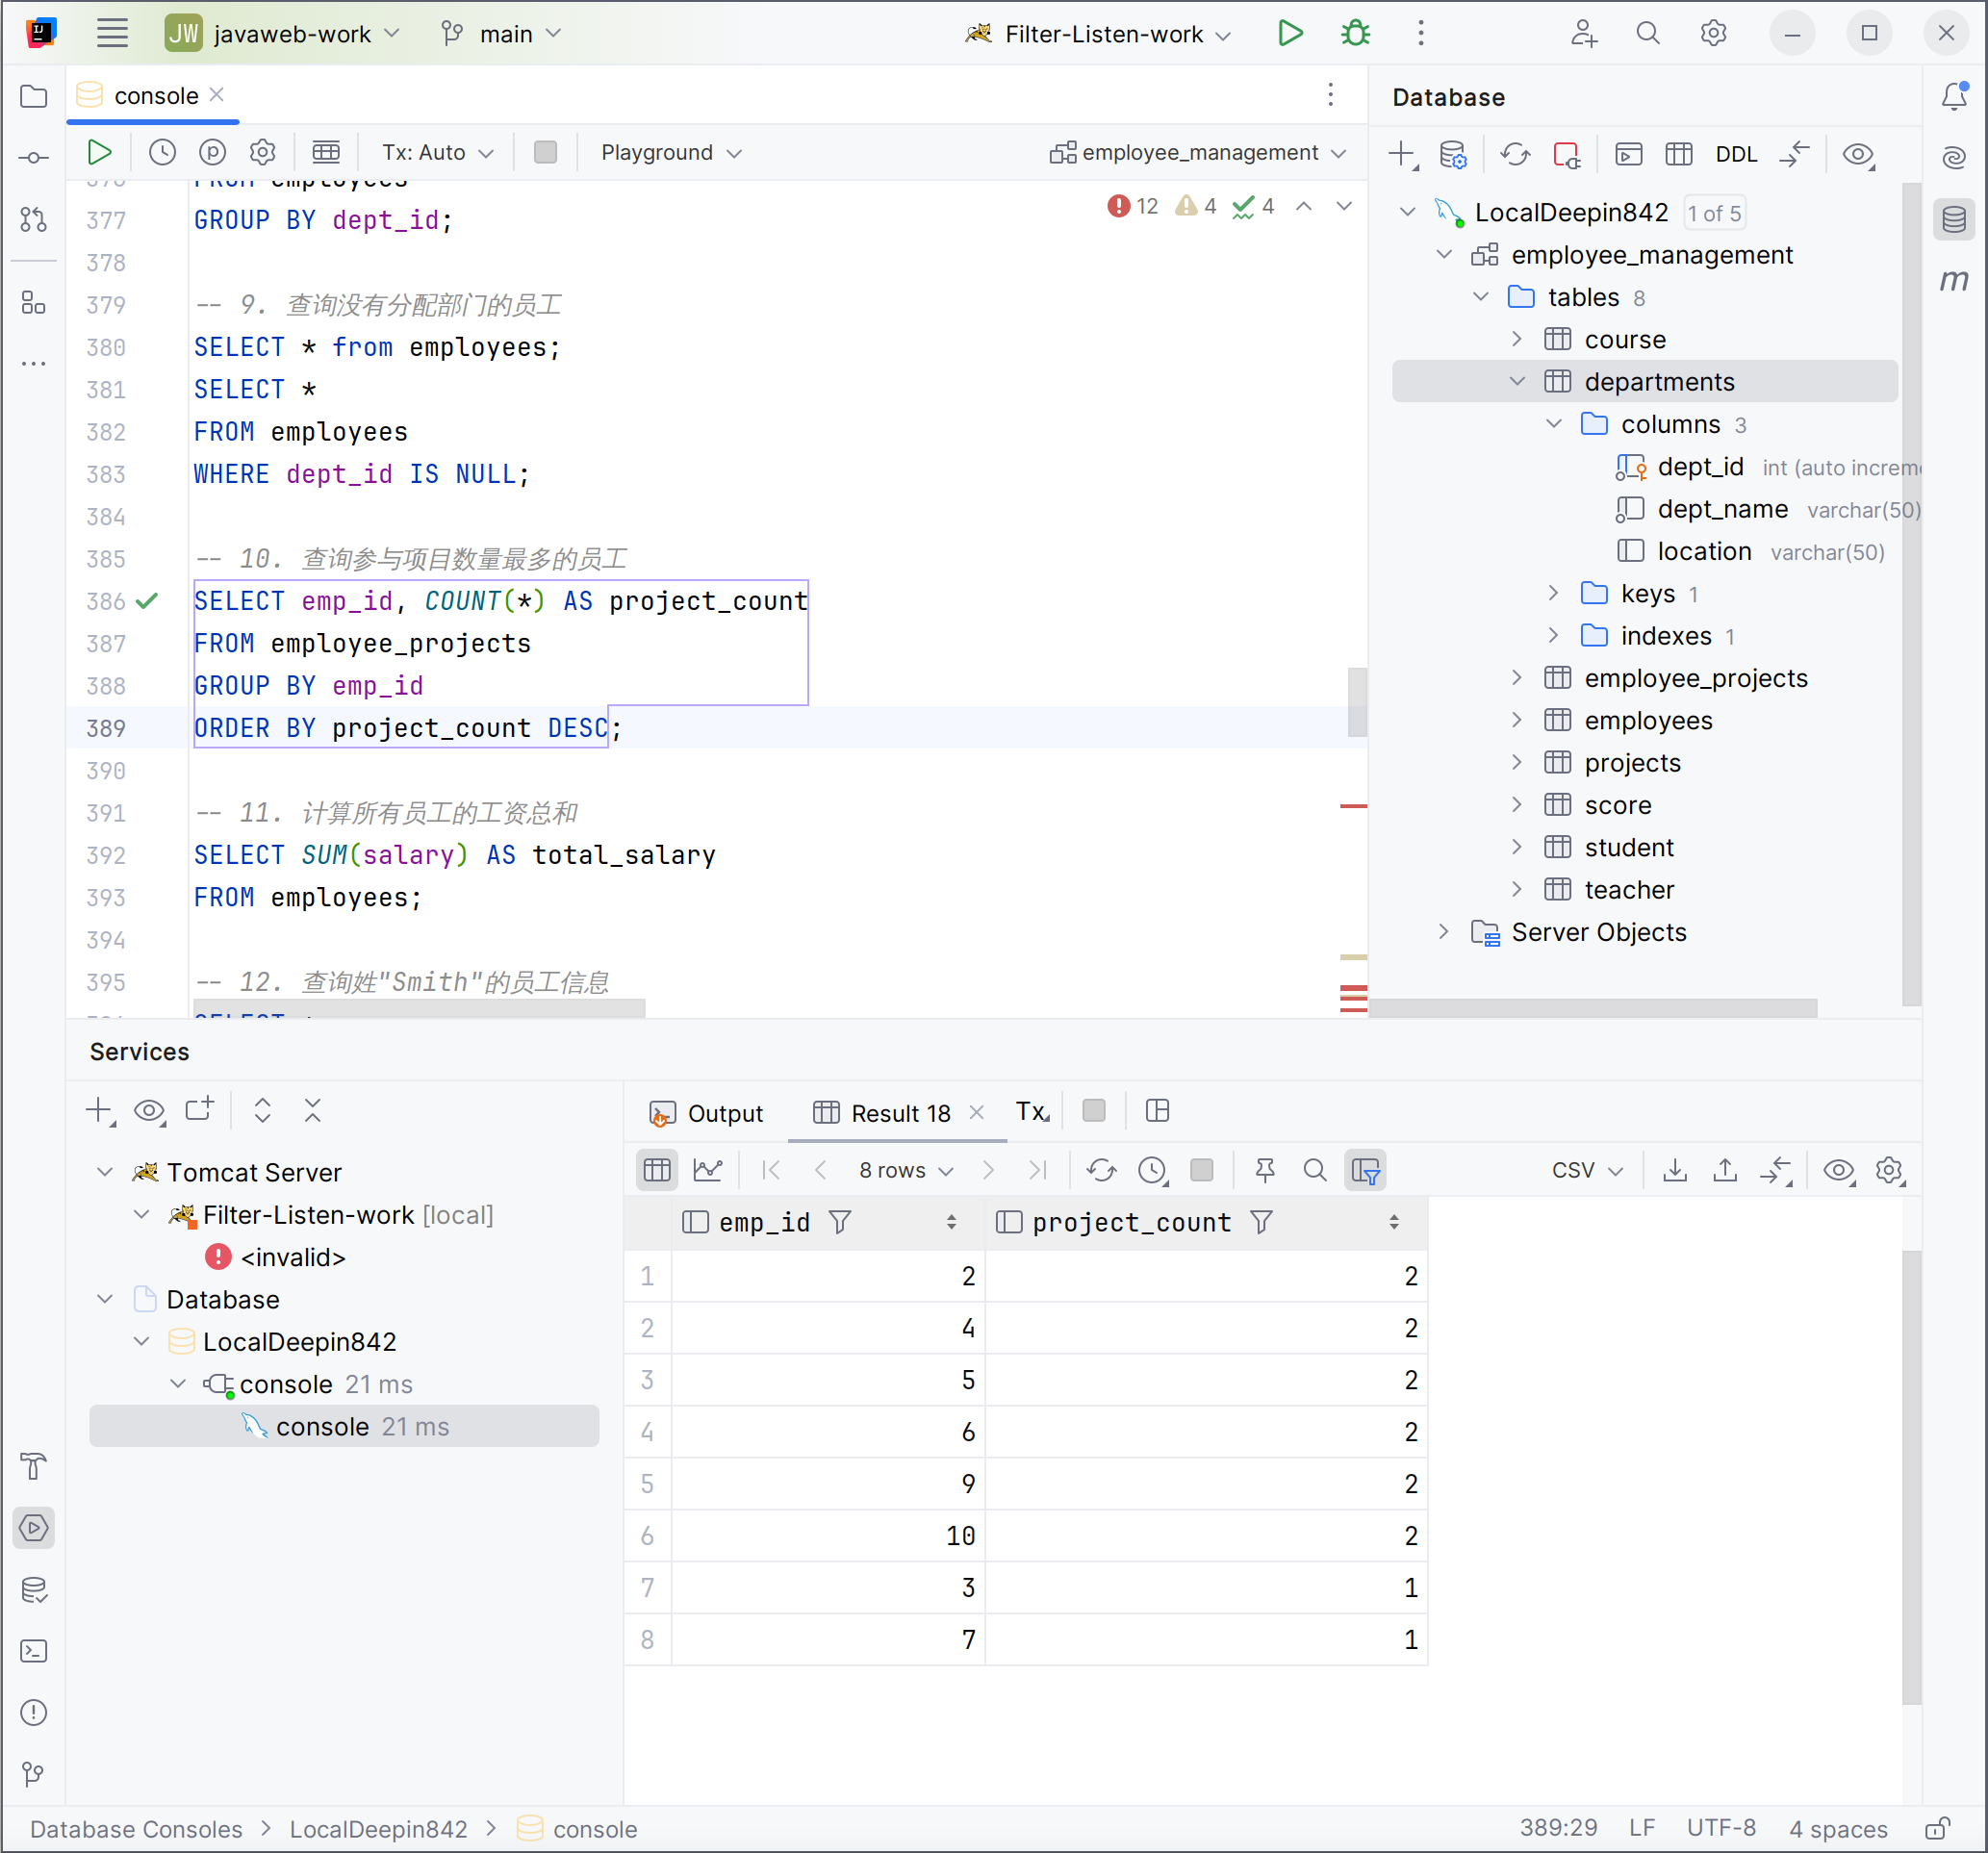 JW javaweb-work main Filter-Listen-work
console
Tx: Auto Playground employee_management
FROM employees
377 GROUP BY dept_id;
12 4 4
378
379 -- 9. 查询没有分配部门的员工
380 SELECT * from employees;
381 SELECT *
382 FROM employees
383 WHERE dept_id IS NULL;
384
385 -- 10. 查询参与项目数量最多的员工
386 SELECT emp_id, COUNT(*) AS project_count
387 FROM employee_projects
388 GROUP BY emp_id
389 ORDER BY project_count DESC;
390
391 -- 11. 计算所有员工的工资总和
392 SELECT SUM(salary) AS total_salary
393 FROM employees;
394
395 -- 12. 查询姓"Smith"的员工信息
Database
DDL
LocalDeepin842 1 of 5
employee_management
tables 8
course
departments
columns 3
dept_id int (auto increme
dept_name varchar(50)
location varchar(50)
keys 1
indexes 1
employee_projects
employees
projects
score
student
teacher
Server Objects
Services
Tomcat Server
Filter-Listen-work [local]
<invalid>
Database
LocalDeepin842
console 21 ms
console 21 ms
Output Result 18 Tx
8 rows CSV
emp_id project_count
1 2 2
2 4 2
3 5 2
4 6 2
5 9 2
6 10 2
7 3 1
8 7 1
Database Consoles > LocalDeepin842 > console
389:29 LF UTF-8 4 spaces